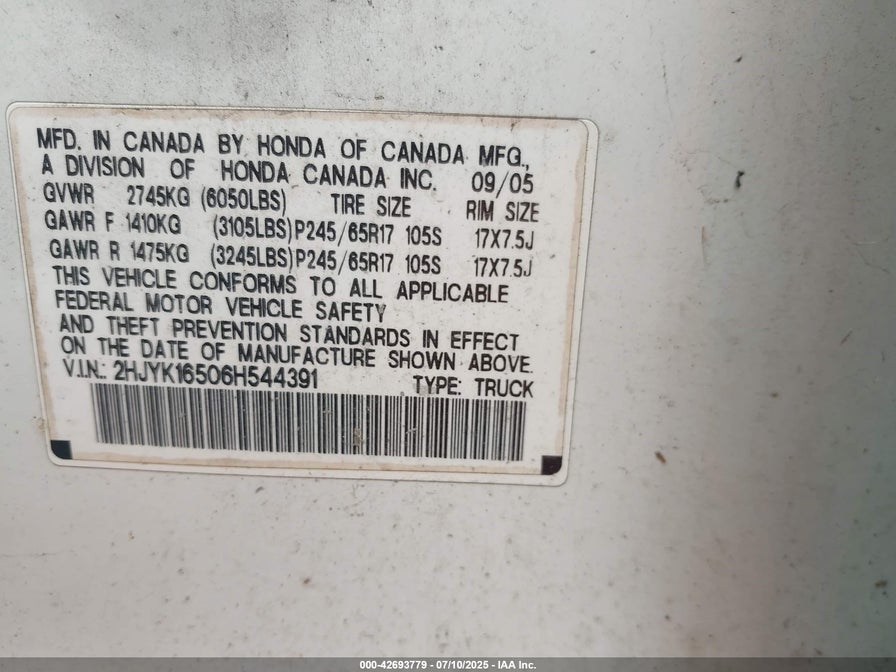 MFD. IN CANADA BY HONDA OF CANADA MFG.,
A DIVISION OF HONDA CANADA INC. 09/05
GVWR 2745KG (6050LBS) TIRE SIZE RIM SIZE
GAWR F 1410KG (3105LBS) P245/65R17 105S 17X7.5J
GAWR R 1475KG (3245LBS) P245/65R17 105S 17X7.5J
THIS VEHICLE CONFORMS TO ALL APPLICABLE
FEDERAL MOTOR VEHICLE SAFETY
AND THEFT PREVENTION STANDARDS IN EFFECT
ON THE DATE OF MANUFACTURE SHOWN ABOVE.
V.I.N.: 2HJYK16506H544391 TYPE: TRUCK
000-42693779 - 07/10/2025 - IAA Inc.